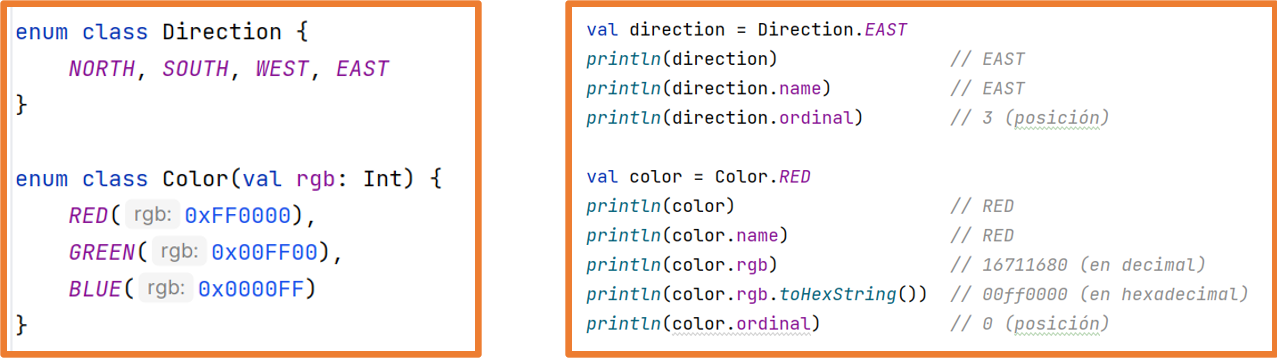 enum class Direction {
    NORTH, SOUTH, WEST, EAST
}
enum class Color(val rgb: Int) {
    RED( rgb: 0xFF0000),
    GREEN( rgb: 0x00FF00),
    BLUE( rgb: 0x0000FF)
}
val direction = Direction.EAST
println(direction)                // EAST
println(direction.name)           // EAST
println(direction.ordinal)        // 3 (posición)
val color = Color.RED
println(color)                    // RED
println(color.name)               // RED
println(color.rgb)                // 16711680 (en decimal)
println(color.rgb.toHexString())  // 00ff0000 (en hexadecimal)
println(color.ordinal)            // 0 (posición)